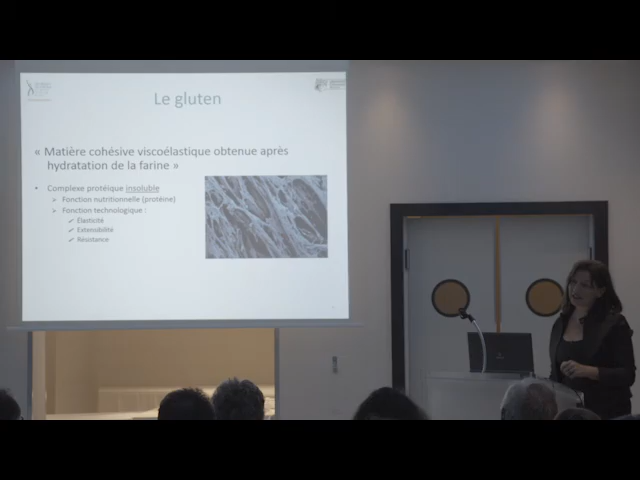 Le gluten
« Matière cohésive viscoélastique obtenue après
hydratation de la farine »
• Complexe protéique insoluble
➢ Fonction nutritionnelle (protéine)
➢ Fonction technologique :
✓ Élasticité
✓ Extensibilité
✓ Résistance